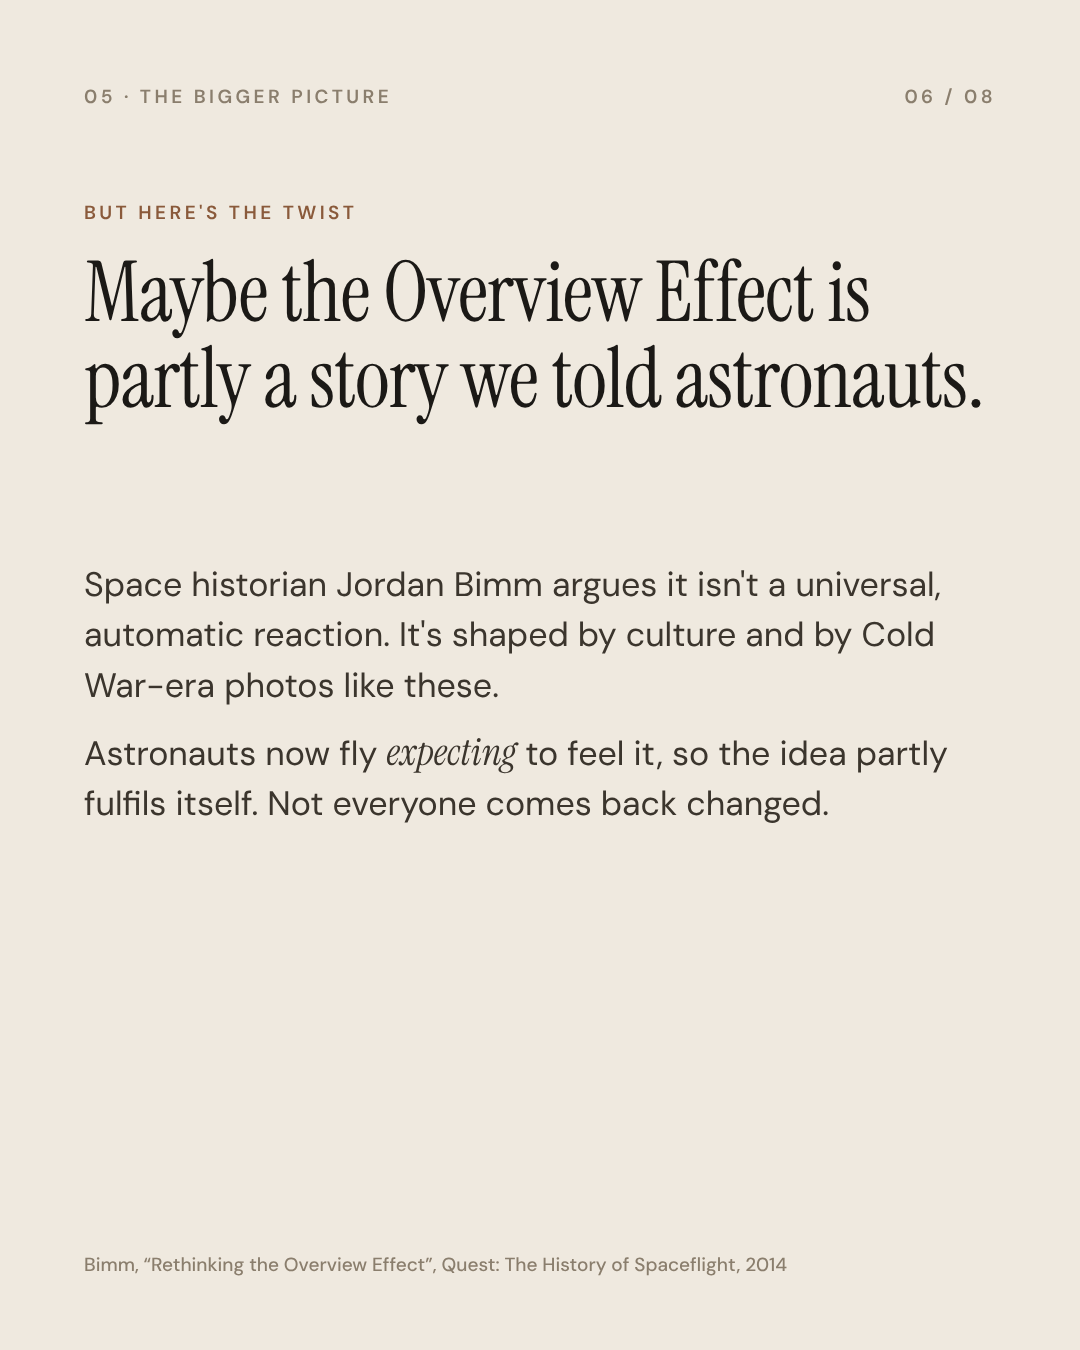 05 · THE BIGGER PICTURE
06 / 08
BUT HERE'S THE TWIST
Maybe the Overview Effect is
partly a story we told astronauts.
Space historian Jordan Bimm argues it isn't a universal,
automatic reaction. It's shaped by culture and by Cold
War-era photos like these.
Astronauts now fly expecting to feel it, so the idea partly
fulfils itself. Not everyone comes back changed.
Bimm, “Rethinking the Overview Effect”, Quest: The History of Spaceflight, 2014